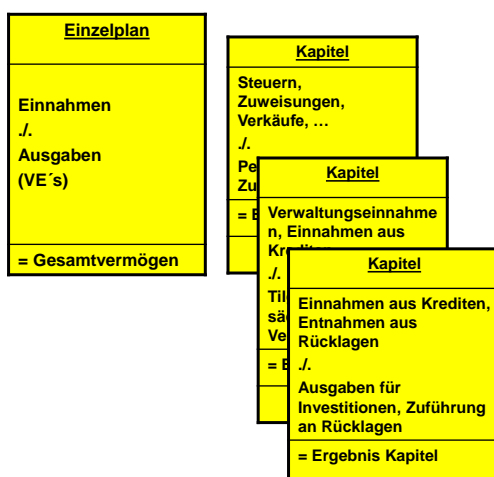 Einzelplan
Einnahmen
./.
Ausgaben
(VE´s)
= Gesamtvermögen
Kapitel
Steuern,
Zuweisungen,
Verkäufe, …
./.
Kapitel
Verwaltungseinnahme
n, Einnahmen aus
./.
Kapitel
Einnahmen aus Krediten,
Entnahmen aus
Rücklagen
./.
Ausgaben für
Investitionen, Zuführung
an Rücklagen
= Ergebnis Kapitel